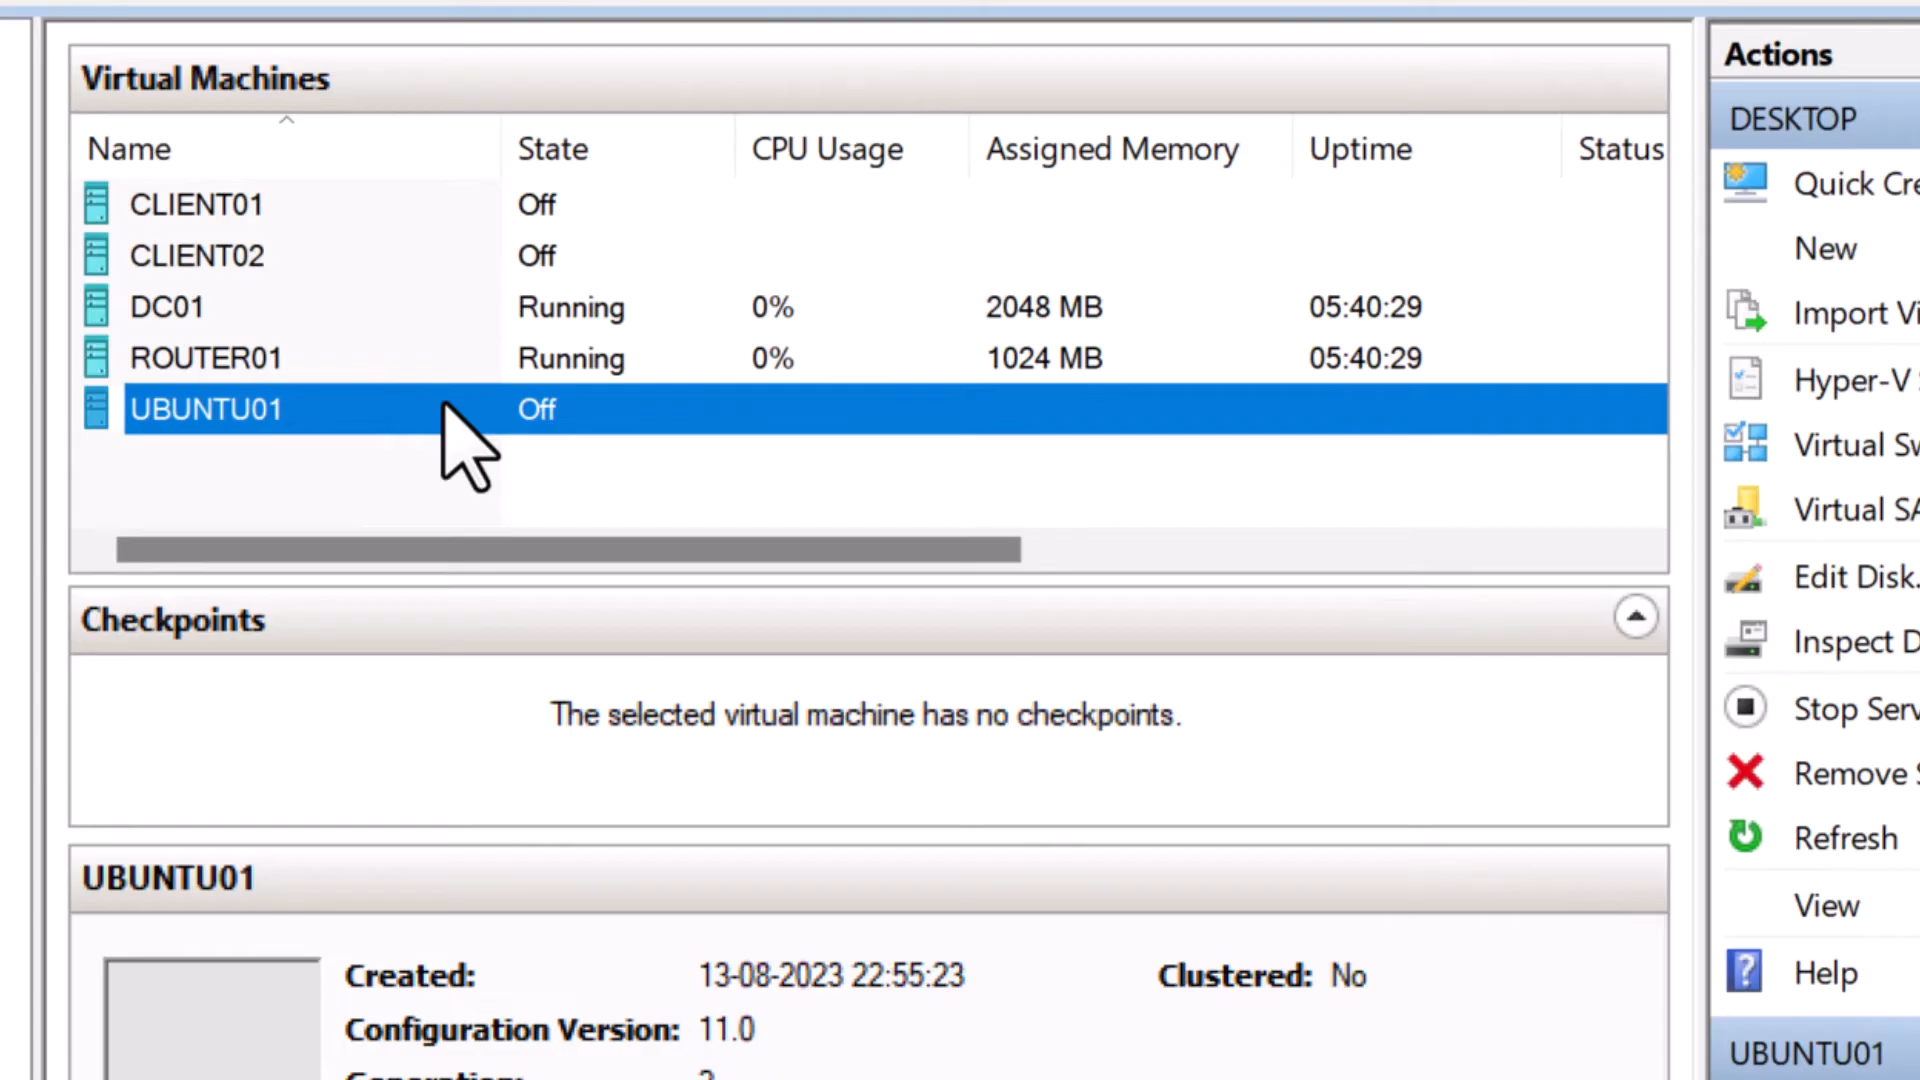 Virtual Machines
Name State CPU Usage Assigned Memory Uptime Status
CLIENT01 Off
CLIENT02 Off
DC01 Running 0% 2048 MB 05:40:29
ROUTER01 Running 0% 1024 MB 05:40:29
UBUNTU01 Off
Checkpoints
The selected virtual machine has no checkpoints.
UBUNTU01
Created: 13-08-2023 22:55:23 Clustered: No
Configuration Version: 11.0
Actions
DESKTOP
Quick Cre
New
Import Vi
Hyper-V
Virtual Sw
Virtual SA
Edit Disk.
Inspect D
Stop Serv
Remove S
Refresh
View
Help
UBUNTU01